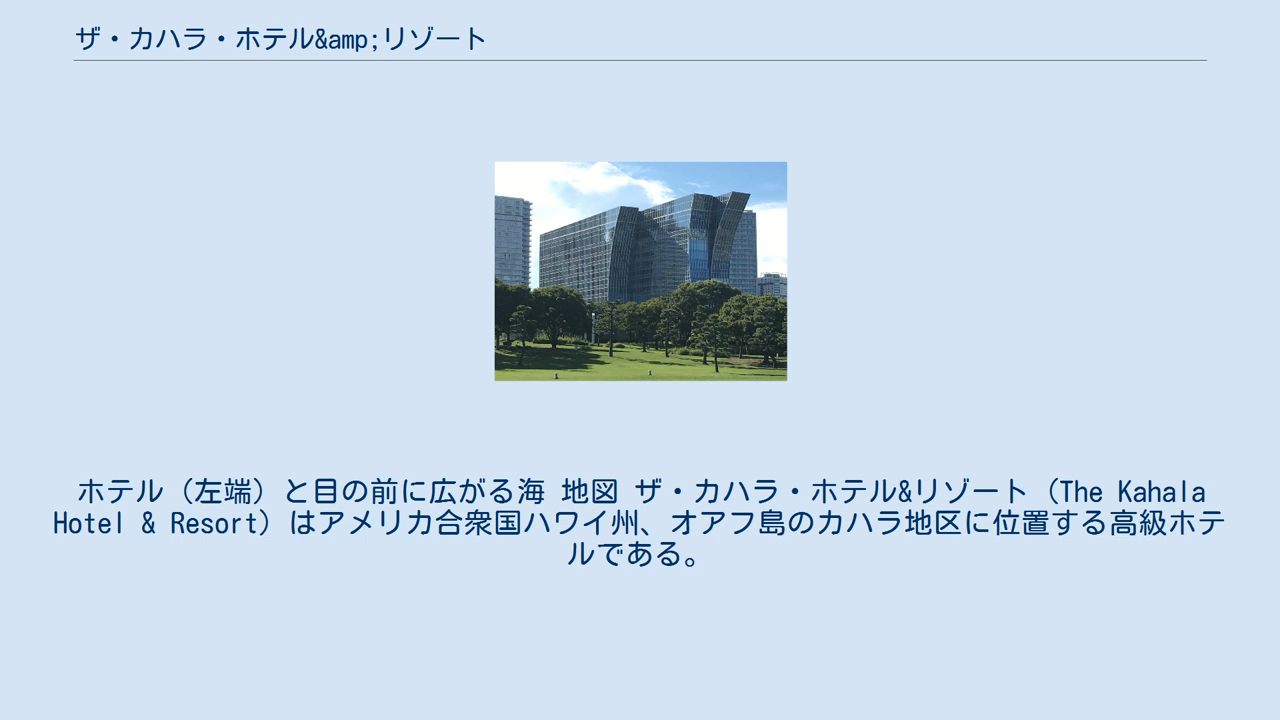 ザ・カハラ・ホテル&amp;リゾート
ホテル（左端）と目の前に広がる海 地図 ザ・カハラ・ホテル&リゾート（The Kahala
Hotel & Resort）はアメリカ合衆国ハワイ州、オアフ島のカハラ地区に位置する高級ホテ
ルである。